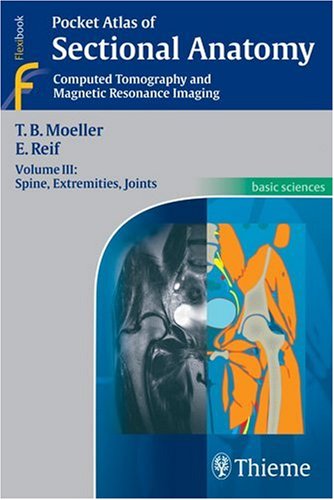 Flexibook
Pocket Atlas of
Sectional Anatomy
Computed Tomography and
Magnetic Resonance Imaging
T. B. Moeller
E. Reif
Volume III:
Spine, Extremities, Joints
basic sciences
Thieme